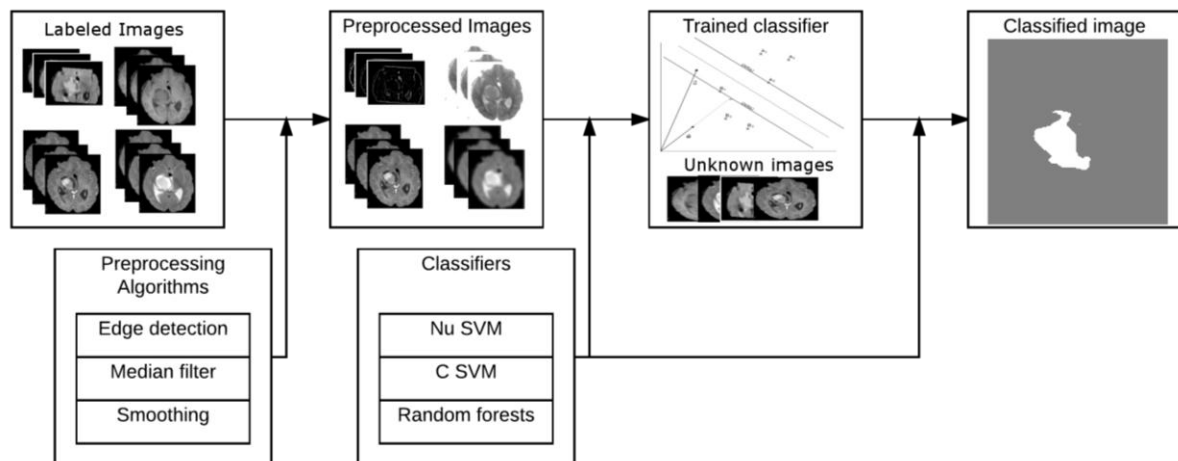 Labeled Images
Preprocessed Images
Trained classifier
Classified image
Unknown images
Preprocessing
Algorithms
Edge detection
Median filter
Smoothing
Classifiers
Nu SVM
C SVM
Random forests